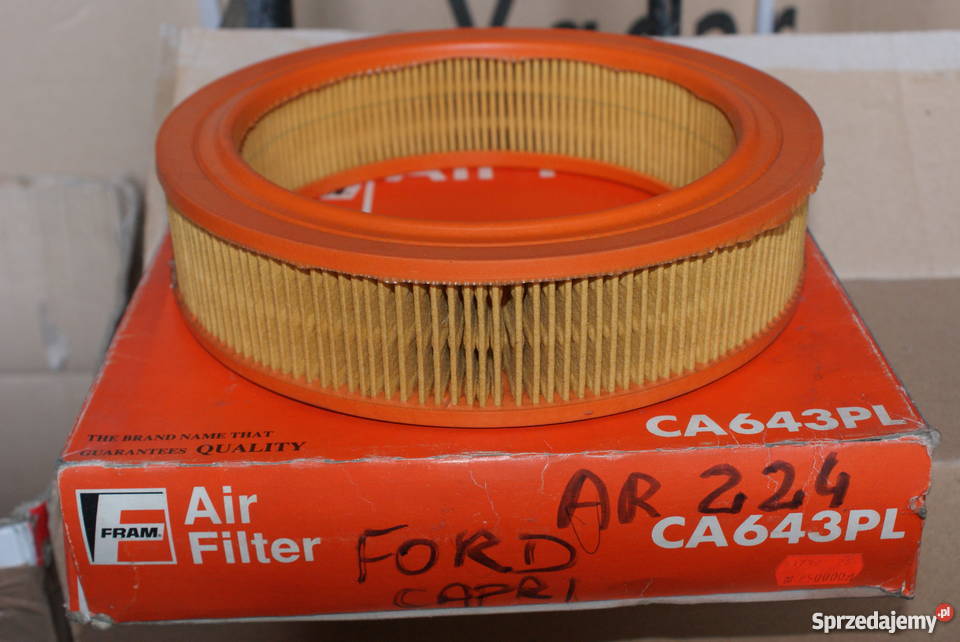 THE BRAND NAME THAT
GUARANTEES QUALITY
CA643PL
FRAM
Air
Filter
AR 224
CA643PL
FORD
CAPRI
Sprzedajemy.pl